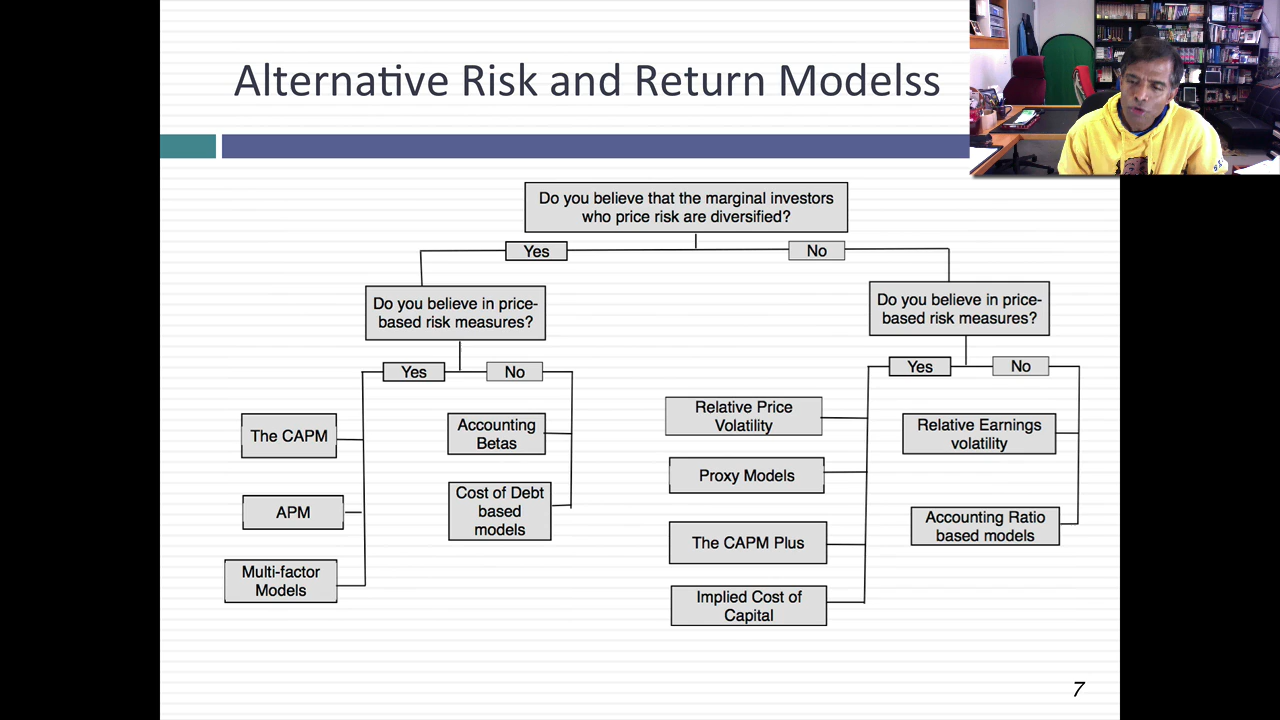 Alternative Risk and Return Modelss
Do you believe that the marginal investors
who price risk are diversified?
Yes
No
Do you believe in price-
based risk measures?
Do you believe in price-
based risk measures?
Yes
No
Yes
No
The CAPM
Accounting
Betas
Relative Price
Volatility
Relative Earnings
volatility
APM
Cost of Debt
based
models
Proxy Models
Accounting Ratio
based models
Multi-factor
Models
The CAPM Plus
Implied Cost of
Capital
7